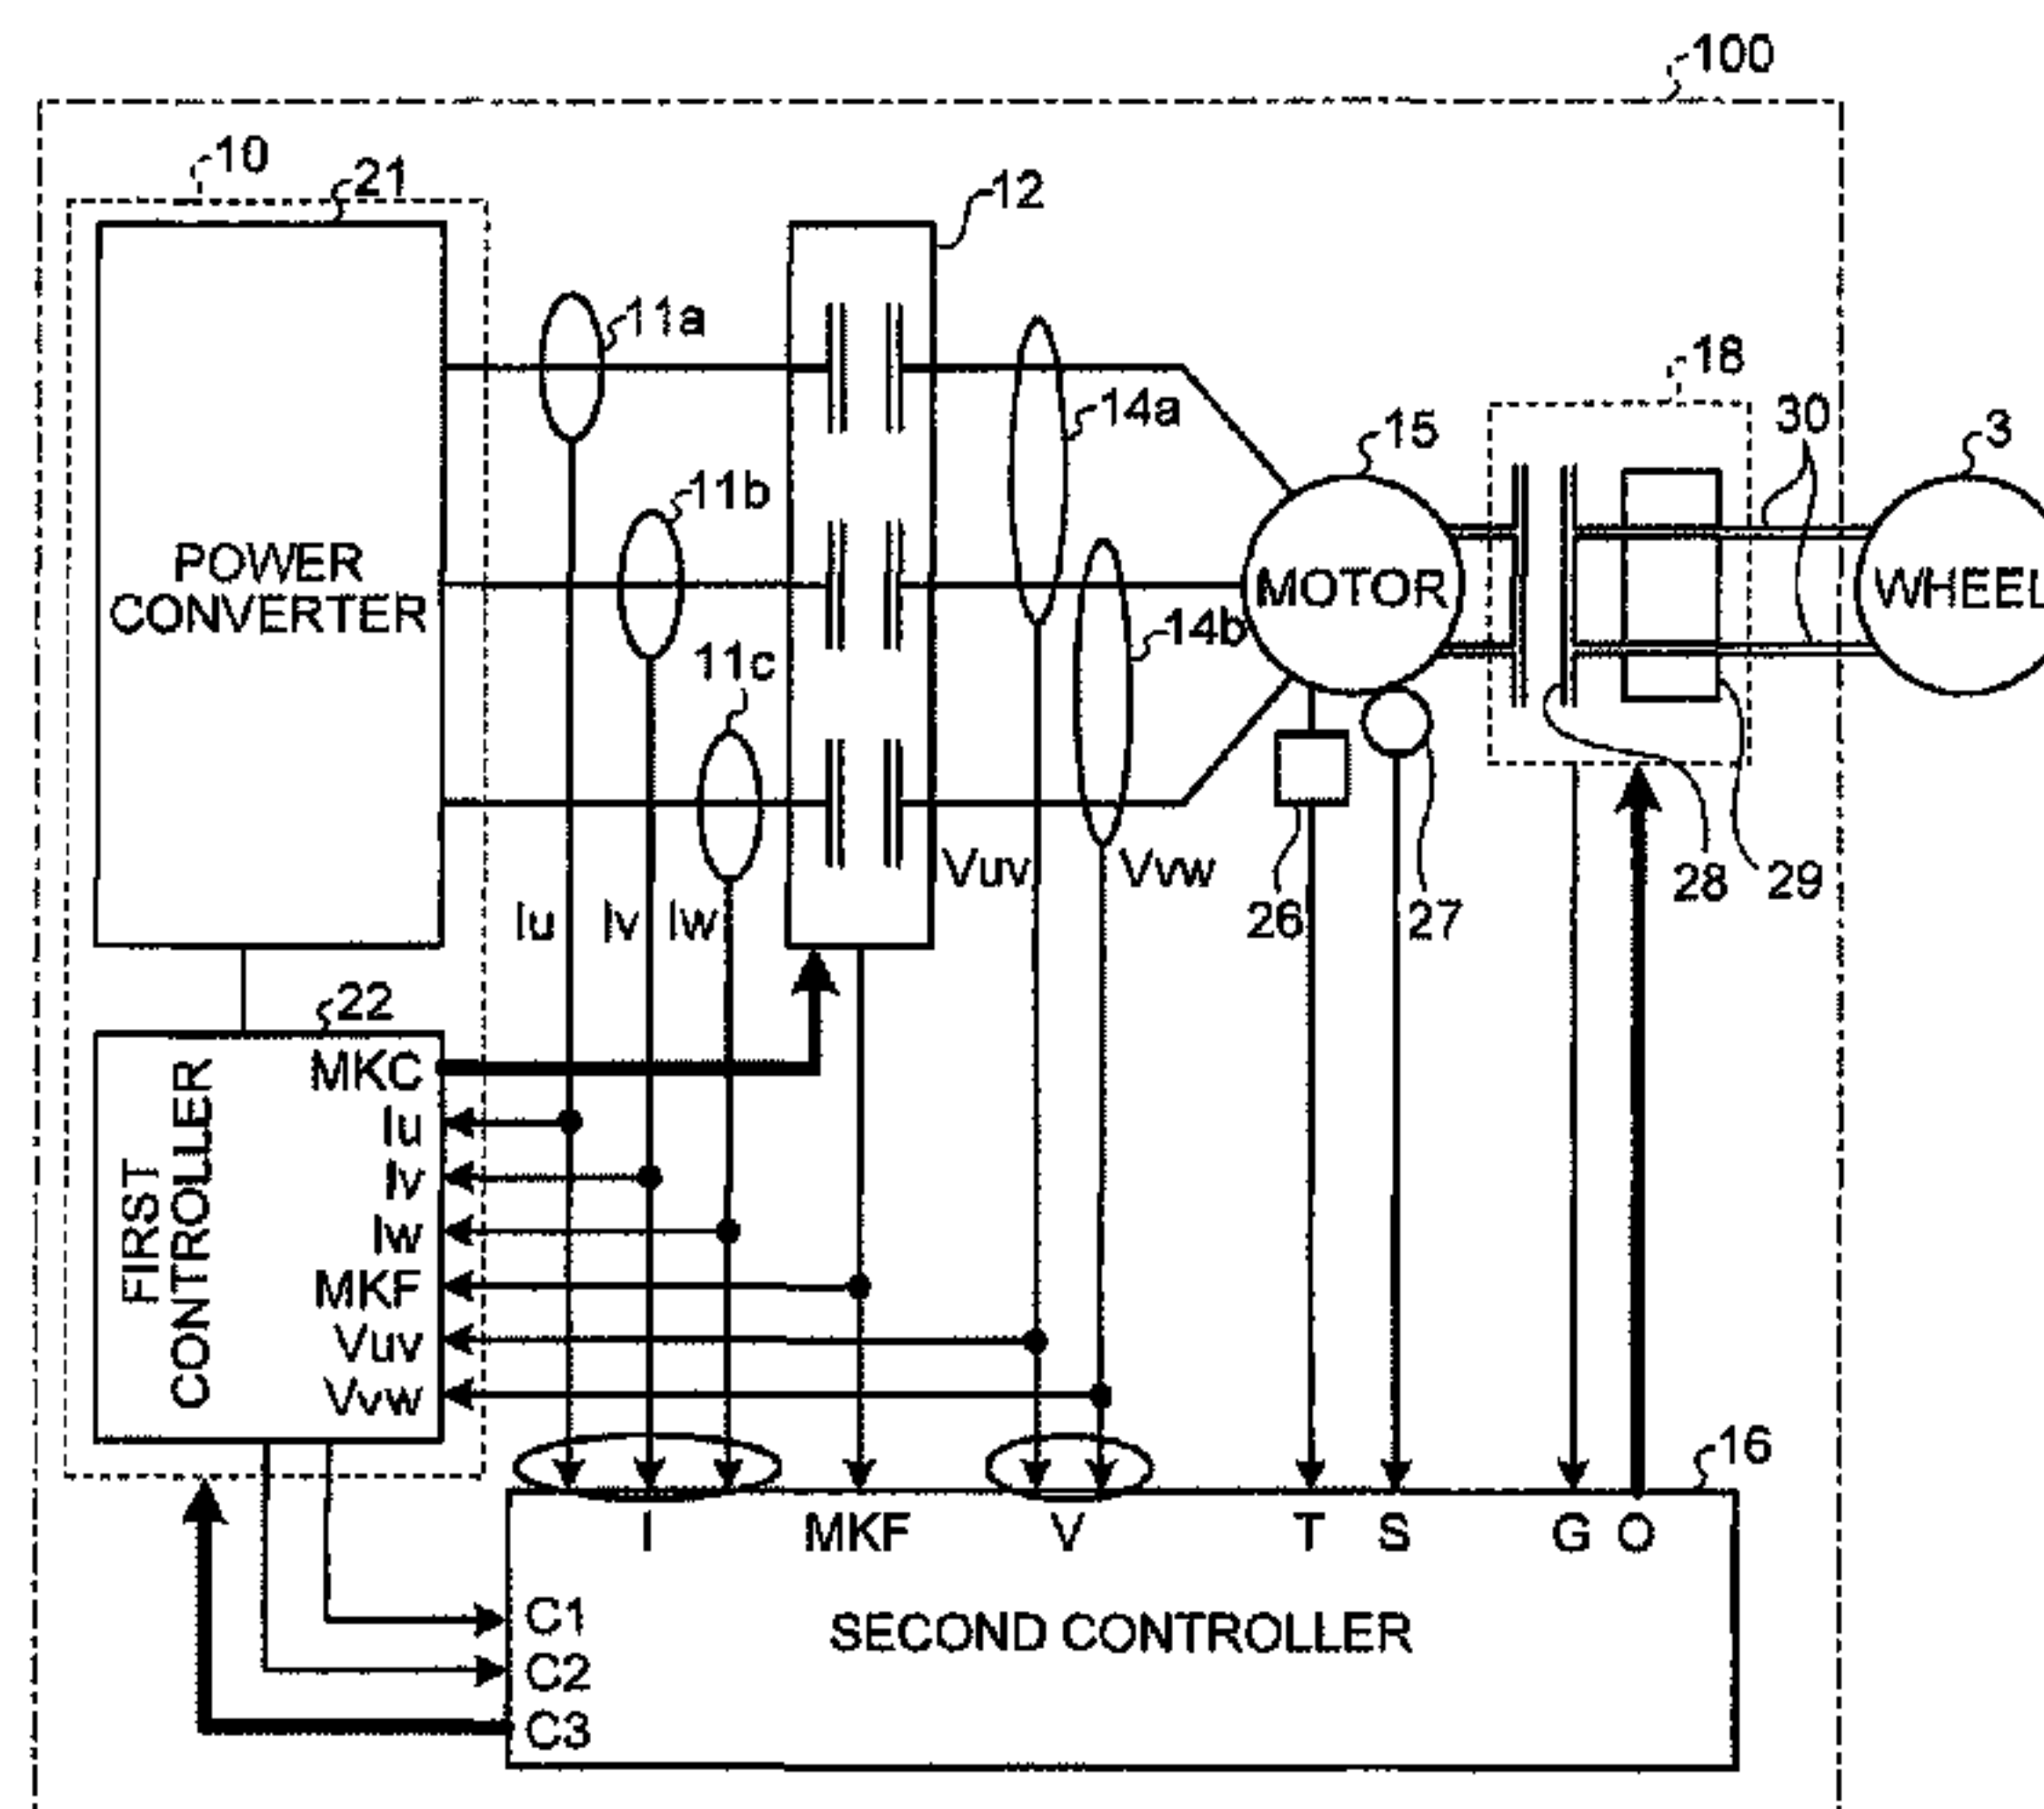 100
10
21
12
11a
18
14a
15
30
3
11b
POWER
CONVERTER
MOTOR
WHEEL
14b
11c
Vuv
Vvw
28
29
26
27
Iu
Iv
Iw
22
FIRST
CONTROLLER
MKC
Iu
Iv
Iw
MKF
Vuv
Vvw
16
I
MKF
V
T
S
G
O
C1
SECOND CONTROLLER
C2
C3